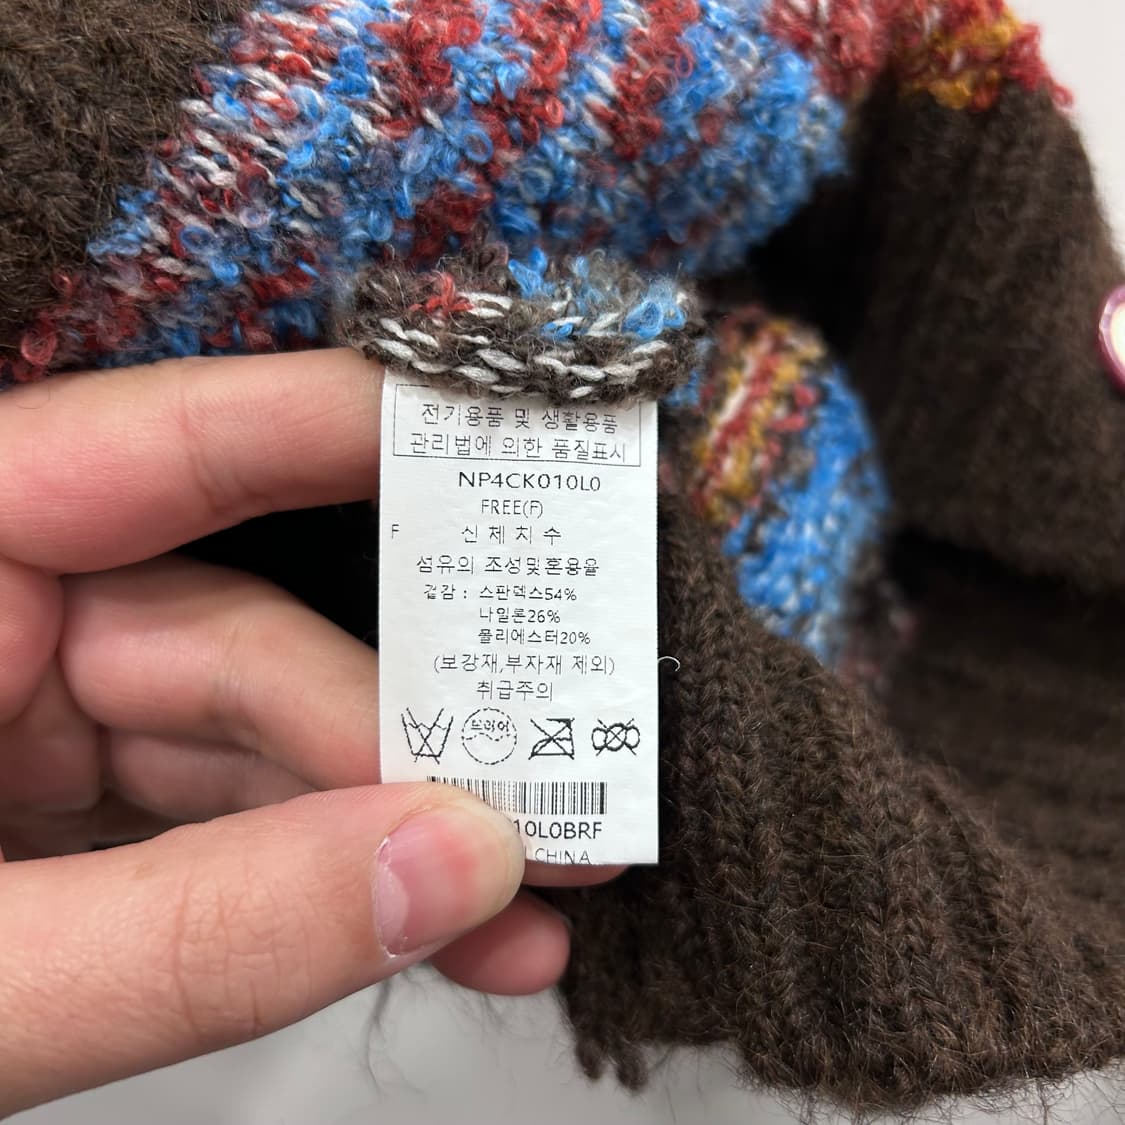 전기용품 및 생활용품
관리법에 의한 품질표시
NP4CK010L0
FREE(F)
F 신체치수
섬유의 조성및혼용율
겉감 : 스판덱스54%
나일론26%
폴리에스터20%
(보강재,부자재 제외)
취급주의
드라이
10L0BRF
CHINA